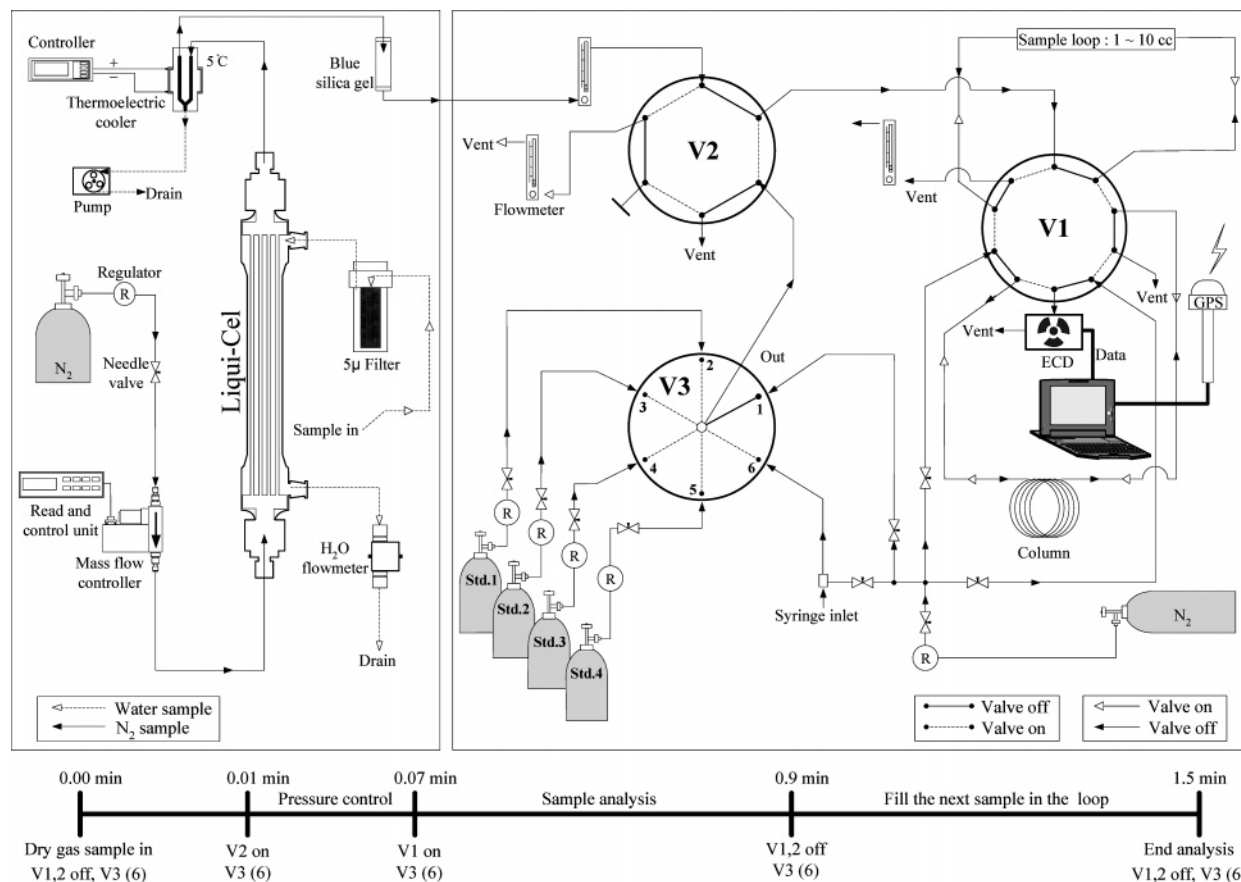 Controller
+
−
5℃
Thermoelectric
cooler
Blue
silica gel
Pump
Drain
Regulator
R
N2
Needle
valve
Liqui-Cel
5μ Filter
Sample in
Read and
control unit
Mass flow
controller
H2O
flowmeter
Drain
Water sample
N2 sample
Sample loop : 1 ~ 10 cc
V2
Vent
Flowmeter
Vent
Vent
V1
Vent
GPS
Vent
ECD
Data
Out
V3
1
2
3
4
5
6
R
R
R
R
Std.1
Std.2
Std.3
Std.4
Syringe inlet
Column
R
N2
Valve off
Valve on
Valve on
Valve off
0.00 min
0.01 min
0.07 min
0.9 min
1.5 min
Pressure control
Sample analysis
Fill the next sample in the loop
Dry gas sample in
V1,2 off, V3 (6)
V2 on
V3 (6)
V1 on
V3 (6)
V1,2 off
V3 (6)
End analysis
V1,2 off, V3 (6